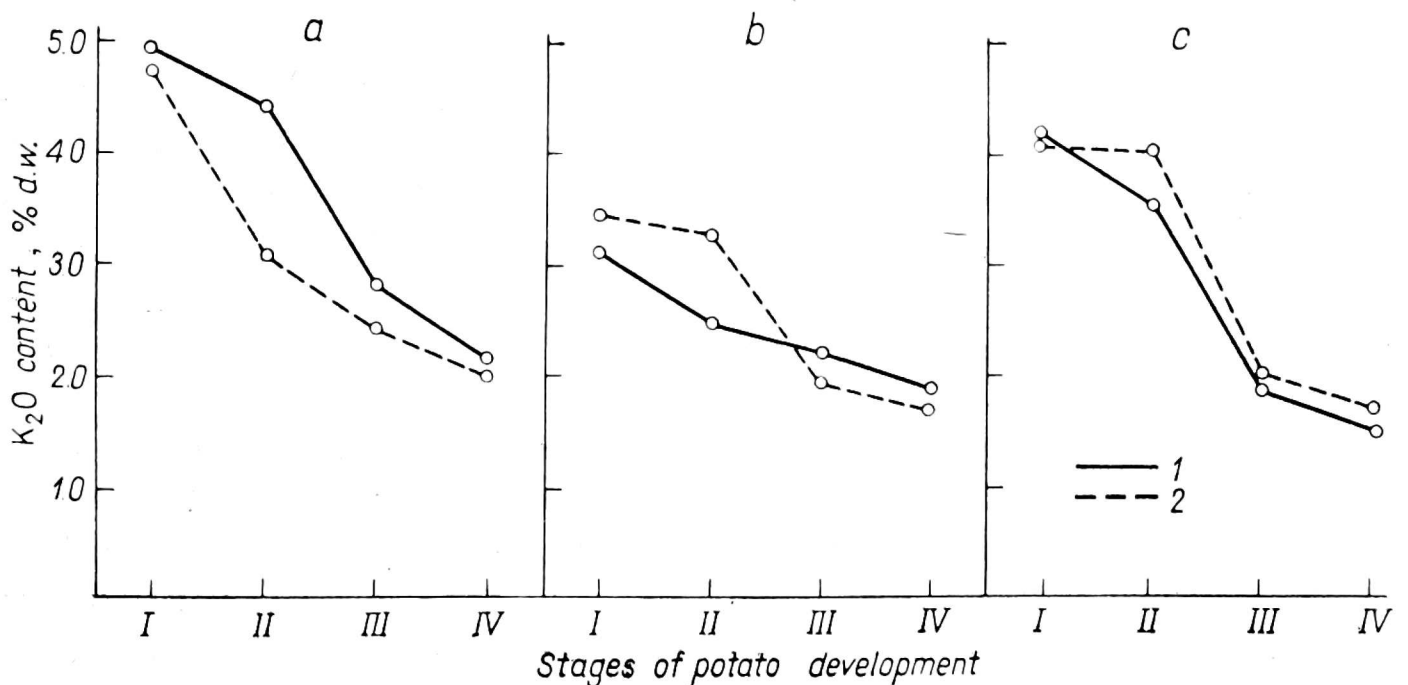 a b c
5.0
4.0
3.0
2.0
1.0
K₂O content, % d.w.
1
2
I II III IV I II III IV I II III IV
Stages of potato development